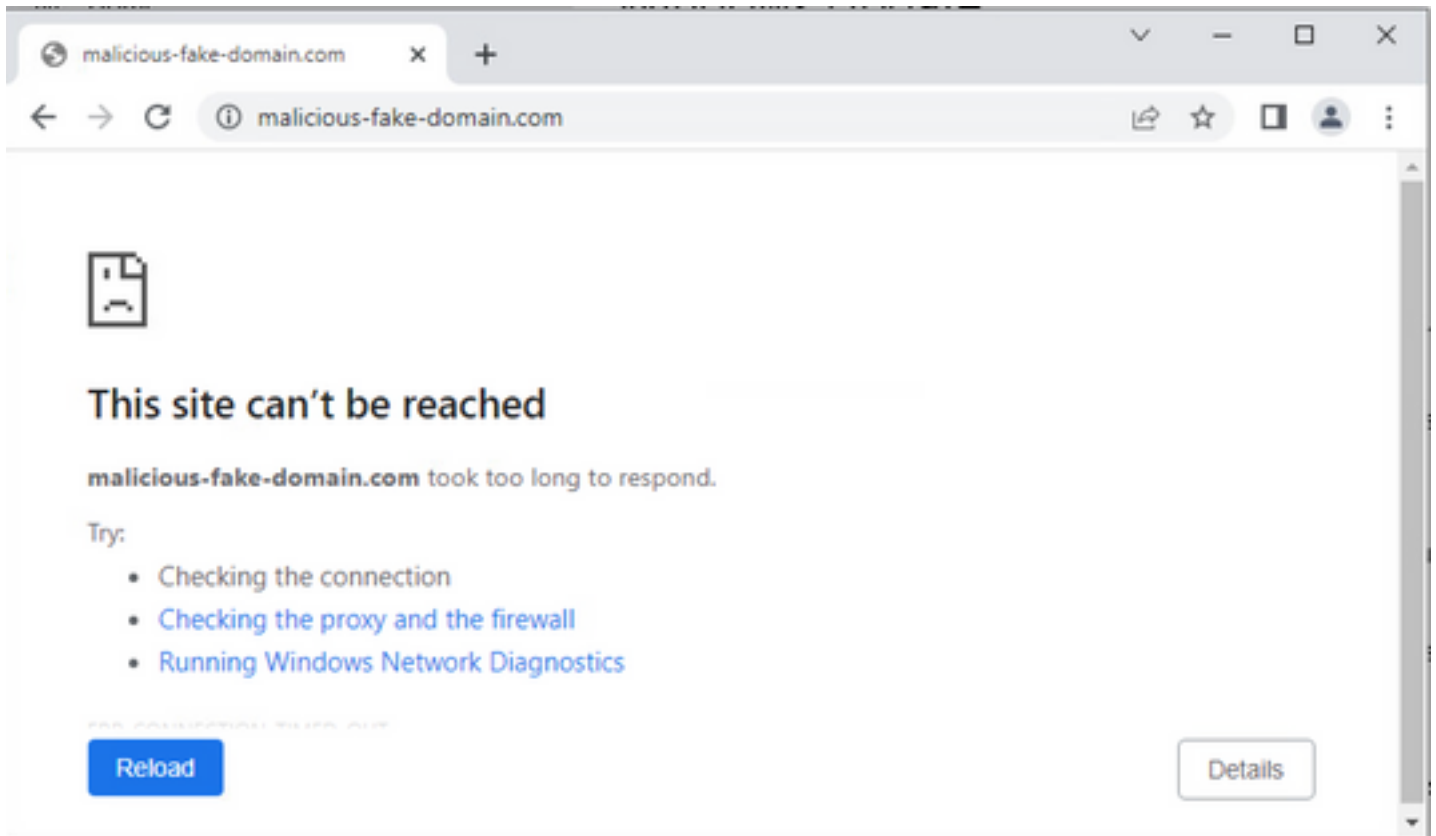 malicious-fake-domain.com
malicious-fake-domain.com
This site can't be reached
malicious-fake-domain.com took too long to respond.
Try:
• Checking the connection
• Checking the proxy and the firewall
• Running Windows Network Diagnostics
ERR_CONNECTION_TIMED_OUT
Reload
Details